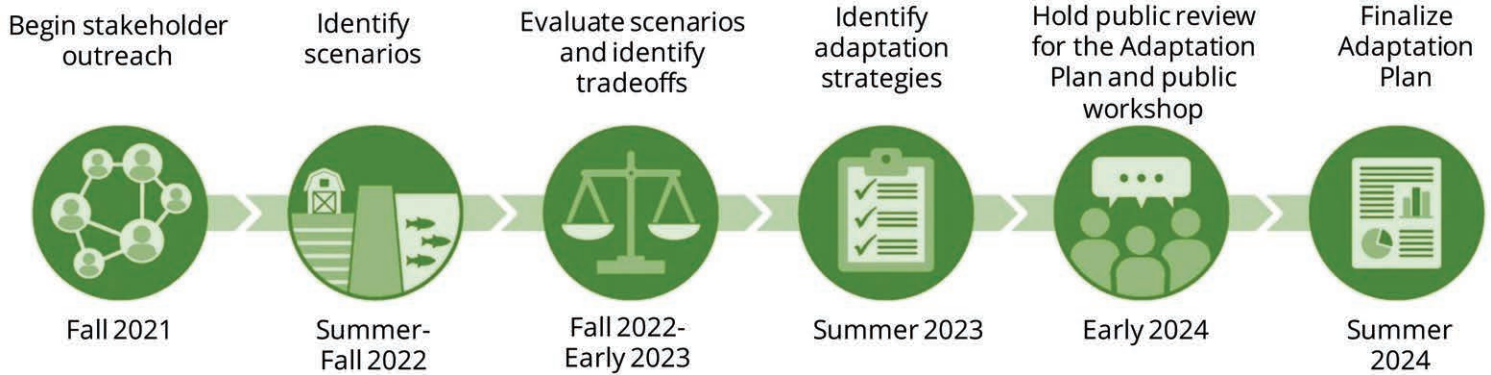 Begin stakeholder
outreach
Identify
scenarios
Evaluate scenarios
and identify
tradeoffs
Identify
adaptation
strategies
Hold public review
for the Adaptation
Plan and public
workshop
Finalize
Adaptation
Plan
Fall 2021
Summer-
Fall 2022
Fall 2022-
Early 2023
Summer 2023
Early 2024
Summer
2024